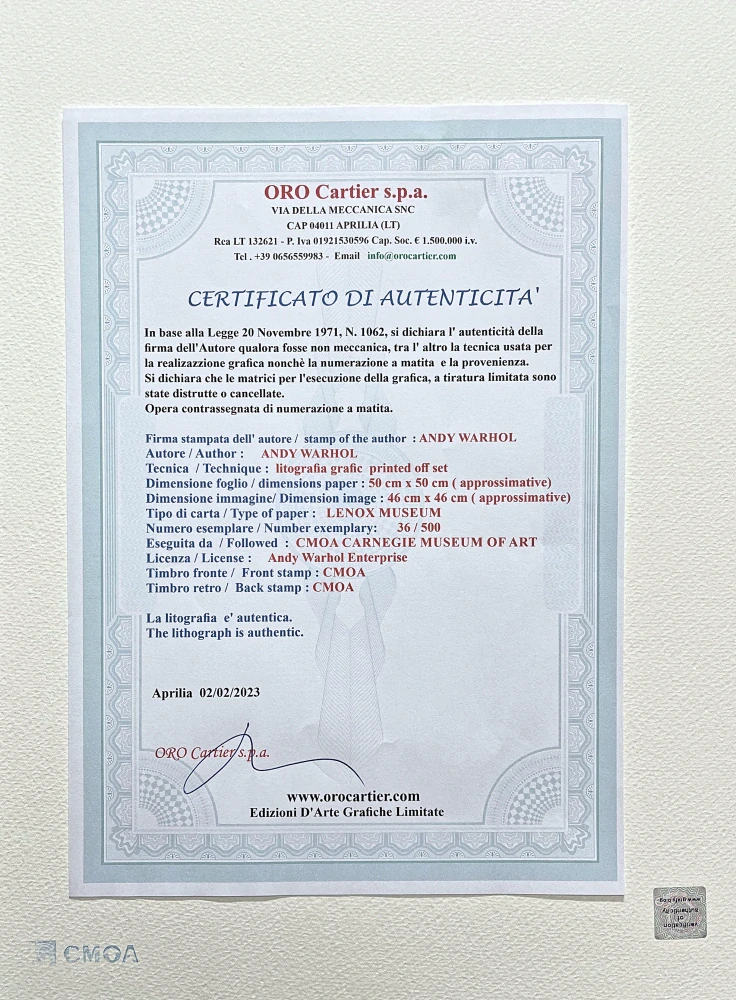 ORO Cartier s.p.a.
VIA DELLA MECCANICA SNC
CAP 04011 APRILIA (LT)
Rea LT 132621 - P. Iva 01921530596 Cap. Soc. € 1.500.000 i.v.
Tel . +39 0656559983 - Email info@orocartier.com
CERTIFICATO DI AUTENTICITA'
In base alla Legge 20 Novembre 1971, N. 1062, si dichiara l' autenticità della
firma dell'Autore qualora fosse non meccanica, tra l' altro la tecnica usata per
la realizazzione grafica nonchè la numerazione a matita e la provenienza.
Si dichiara che le matrici per l'esecuzione della grafica, a tiratura limitata sono
state distrutte o cancellate.
Opera contrassegnata di numerazione a matita.
Firma stampata dell' autore / stamp of the author : ANDY WARHOL
Autore / Author : ANDY WARHOL
Tecnica / Technique : litografia grafic printed off set
Dimensione foglio / dimensions paper : 50 cm x 50 cm ( approssimative)
Dimensione immagine/ Dimension image : 46 cm x 46 cm ( approssimative)
Tipo di carta / Type of paper : LENOX MUSEUM
Numero esemplare / Number exemplary: 36 / 500
Eseguita da / Followed : CMOA CARNEGIE MUSEUM OF ART
Licenza / License : Andy Warhol Enterprise
Timbro fronte / Front stamp : CMOA
Timbro retro / Back stamp : CMOA
La litografia e' autentica.
The lithograph is authentic.
Aprilia 02/02/2023
ORO Cartier s.p.a.
www.orocartier.com
Edizioni D'Arte Grafiche Limitate
CMOA
verification
of
authenticity